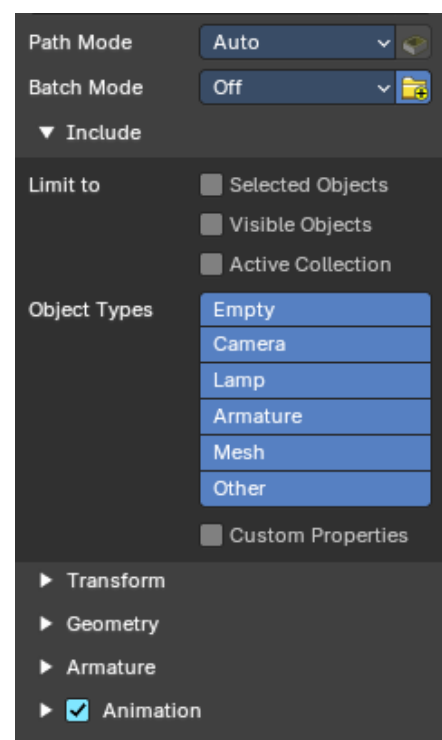 Path Mode Auto
Batch Mode Off
Include
Limit to Selected Objects
Visible Objects
Active Collection
Object Types Empty
Camera
Lamp
Armature
Mesh
Other
Custom Properties
Transform
Geometry
Armature
Animation